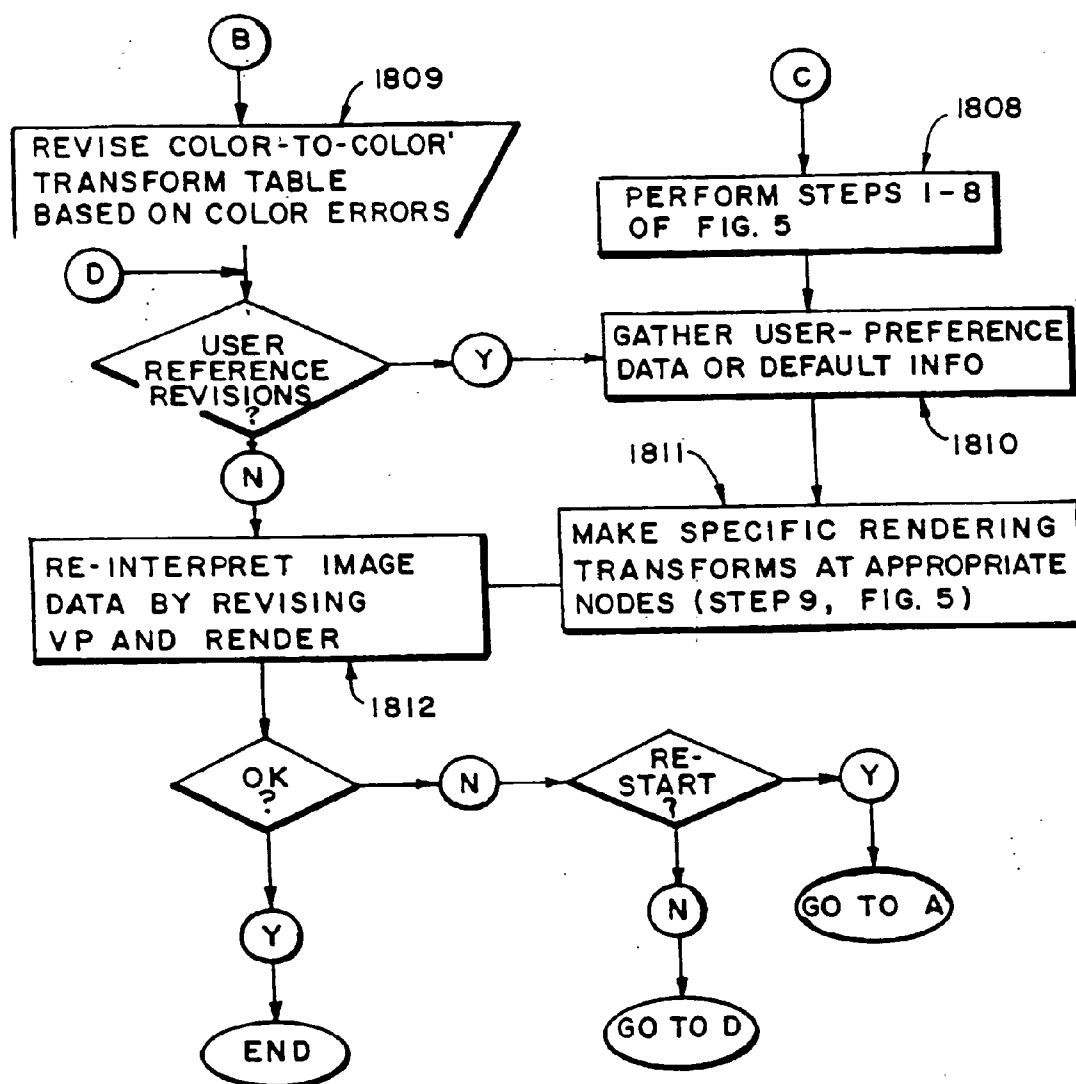 B
1809
REVISE COLOR-TO-COLOR'
TRANSFORM TABLE
BASED ON COLOR ERRORS
D
USER
REFERENCE
REVISIONS
?
Y
N
C
1808
PERFORM STEPS 1-8
OF FIG. 5
GATHER USER-PREFERENCE
DATA OR DEFAULT INFO
1810
1811
MAKE SPECIFIC RENDERING
TRANSFORMS AT APPROPRIATE
NODES (STEP 9, FIG. 5)
RE-INTERPRET IMAGE
DATA BY REVISING
VP AND RENDER
1812
OK
?
N
RE-
START
?
Y
Y
N
GO TO A
END
GO TO D